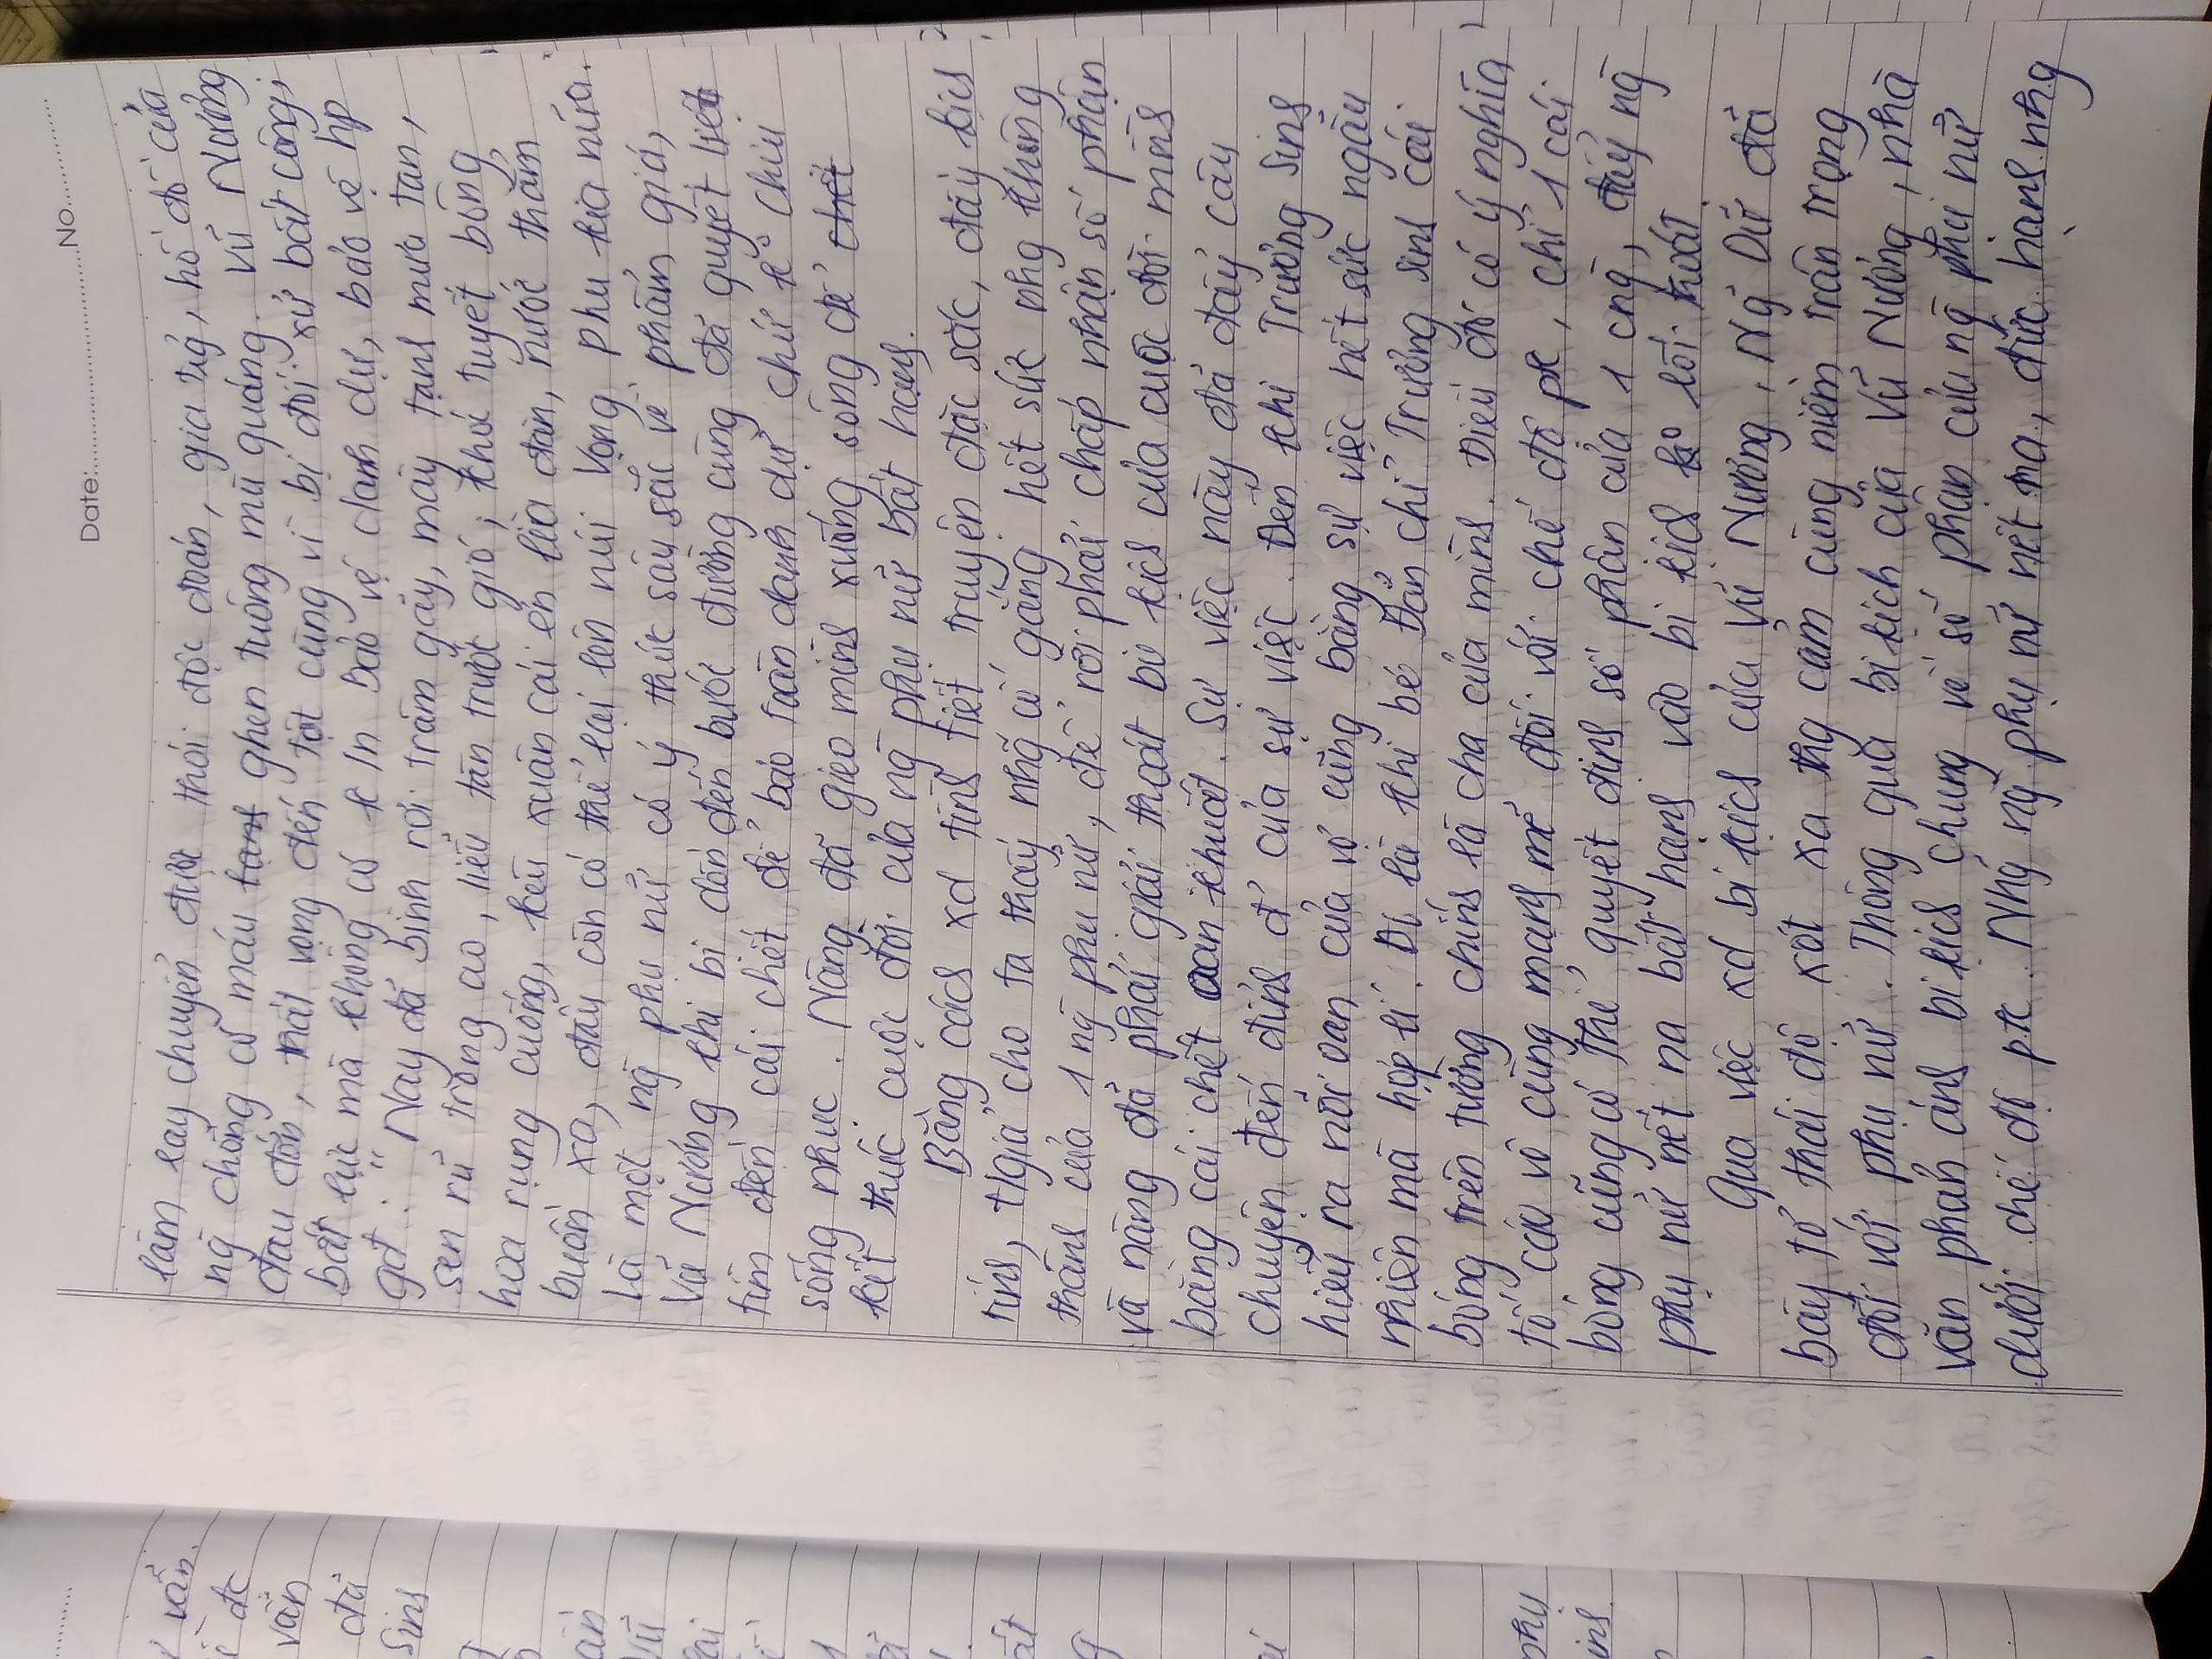 Date: No
làm lay chuyển được thói độc đoán, gia trg̉, hồ đồ của
ng̀ chồng có máu ghen tuông mù quáng. Vũ Nương
đau đớn, thất vọng đến tột cùng vì bị đối xử bất công,
bất lực mà không có k/n bảo vệ danh dự, bảo vệ hp
gđ: "Nay đã bình rơi trâm gãy, mây tạnh mưa tan,
sen rũ trong ao, liễu tàn trước gió; khóc tuyết bông
hoa rụng cuống, kêu xuân cái én lìa đàn, nước thẳm
buồm xa, đâu còn có thể lại lên núi Vọng Phu kia nữa.
Là một ng̀ phụ nữ có ý thức sâu sắc về phẩm giá,
Vũ Nương khi bị dồn đến bước đường cùng đã quyết liệt
tìm đến cái chết để bảo toàn danh dự chứ k° chịu
sống nhục. Nàng đã gieo mình xuống sông để
kết thúc cuộc đời của ng̀ phụ nữ bất hạnh.
Bằng cách xd tình tiết truyện đặc sắc, đầy kịch
tính, t/giả cho ta thấy nhg̃ cố gắng hết sức nhg không
thành của 1 ng̀ phụ nữ, để rồi phải chấp nhận số phận
và nàng đã phải giải thoát bi kịch của cuộc đời mình
bằng cái chết oan khuất. Sự việc này đã đẩy câu
chuyện đến đỉnh đ' của sự việc. Đến khi Trương Sinh
hiểu ra nỗi oan của vợ cũng bằng sự việc hết sức ngẫu
nhiên mà hợp lí. Đó là khi bé Đản chỉ Trương Sinh cái
bóng trên tường chính là cha của mình. Điều đó có ý nghĩa
tố cáo vô cùng mạnh mẽ đối với chế độ pk, chỉ 1 cái
bóng cũng có thể quyết định số phận của 1 cng̀, đẩy ng̀
phụ nữ nết na bất hạnh vào bi kịch k° lối thoát.
Qua việc xd bi kịch của Vũ Nương, Ng̃ Dữ đã
bày tỏ thái độ xót xa thg cảm cùng niềm trân trọng
đối với phụ nữ. Thông qua bi kịch của Vũ Nương, nhà
văn phản ánh bi kịch chung về số phận của ng̀ phụ nữ
dưới chế độ pk. Nhg̃ ng̀ phụ nữ nết na, đức hạnh nhg